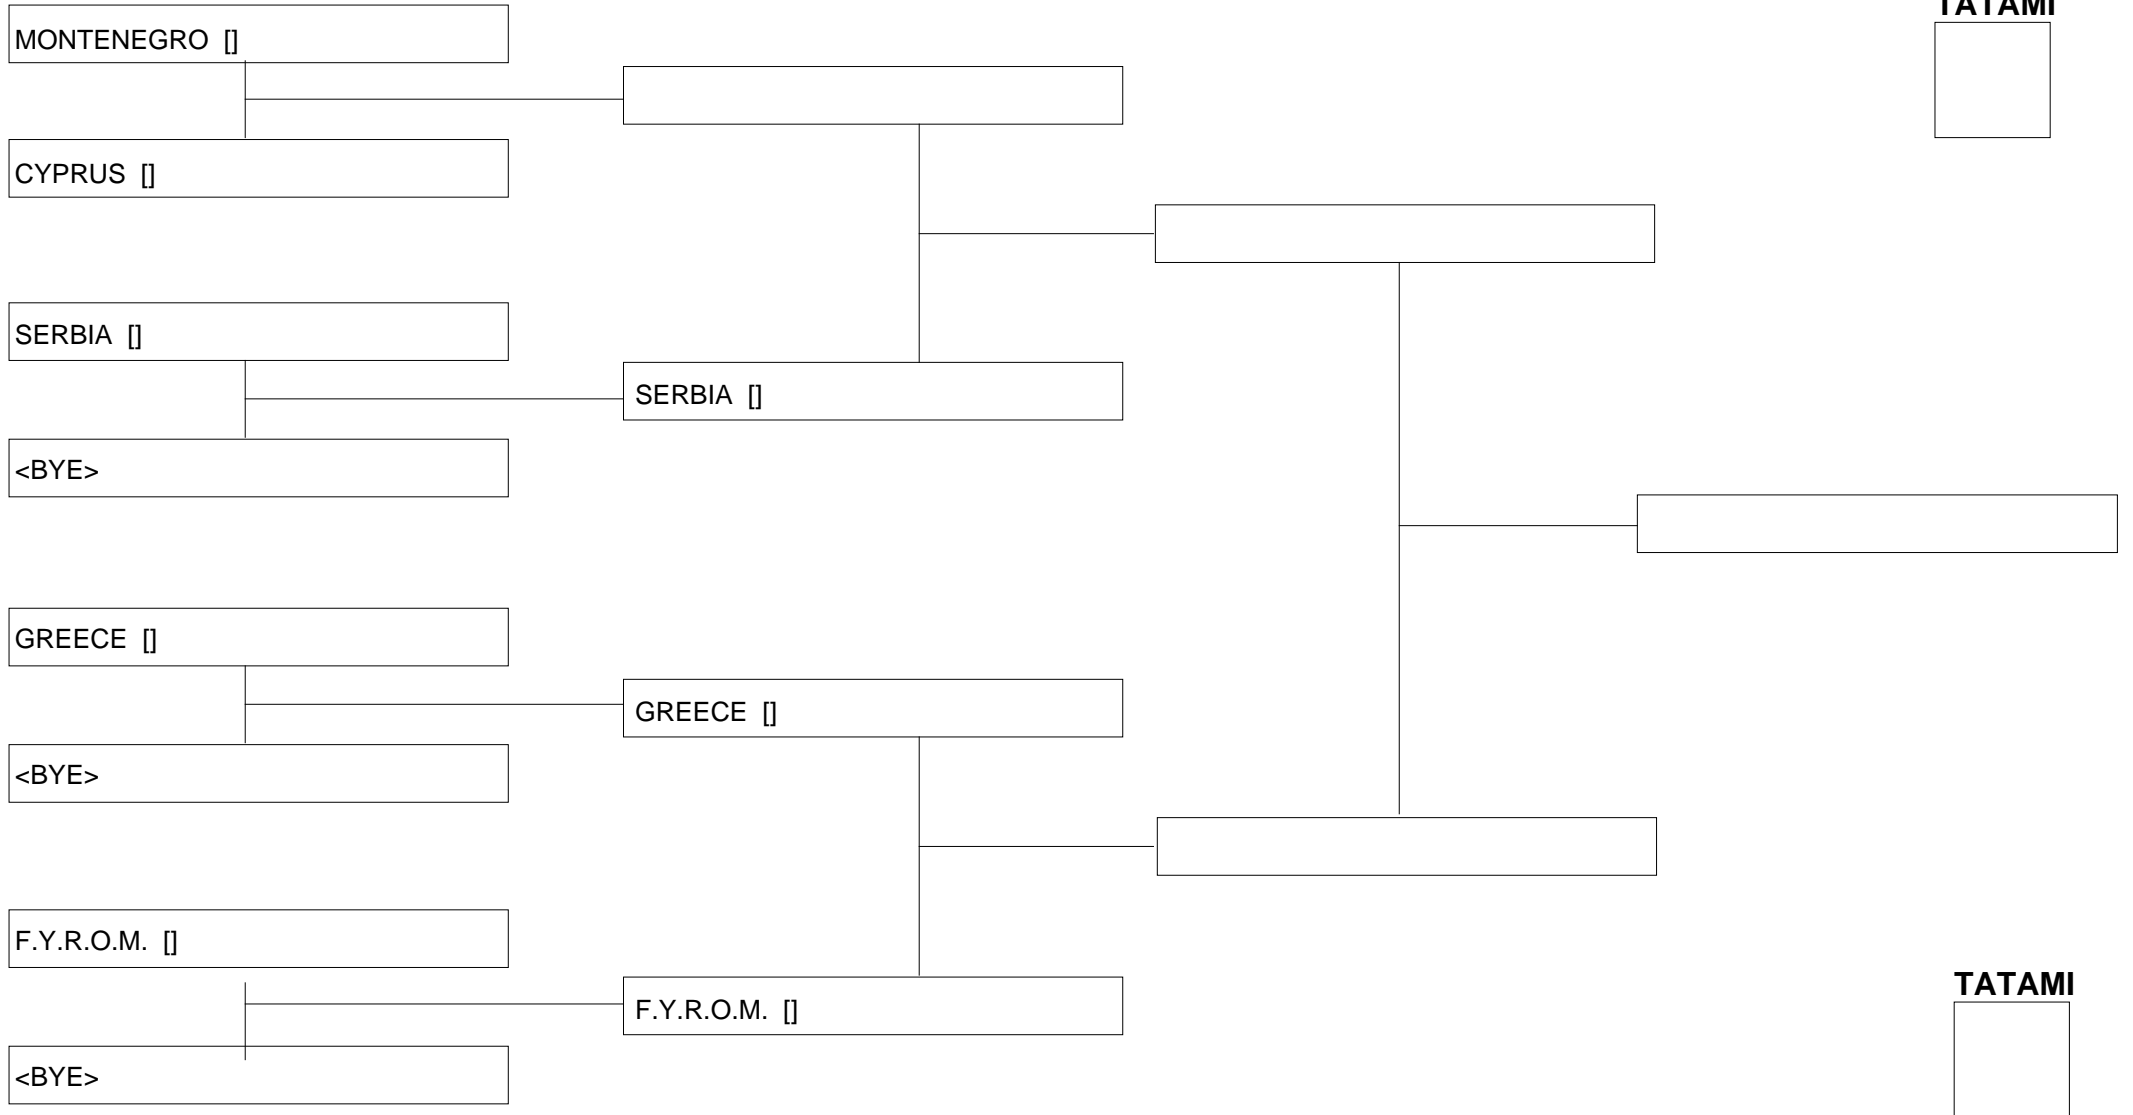 TATAMI
MONTENEGRO []
CYPRUS []
SERBIA []
SERBIA []
<BYE>
GREECE []
GREECE []
<BYE>
F.Y.R.O.M. []
TATAMI
F.Y.R.O.M. []
<BYE>